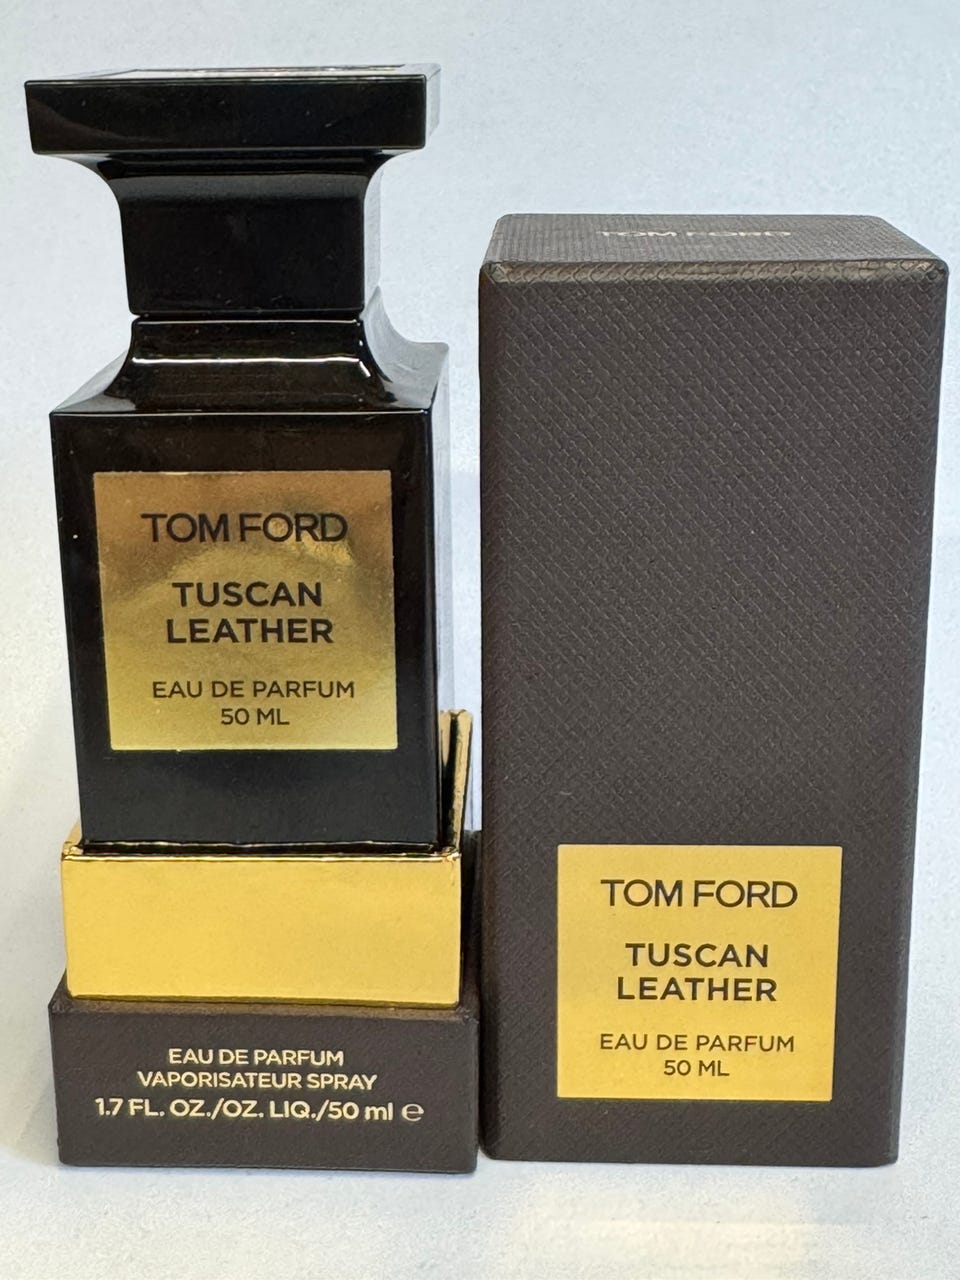 TOM FORD
TUSCAN
LEATHER
EAU DE PARFUM
50 ML
EAU DE PARFUM
VAPORISATEUR SPRAY
1.7 FL. OZ./OZ. LIQ./50 ml ℮
TOM FORD
TOM FORD
TUSCAN
LEATHER
EAU DE PARFUM
50 ML